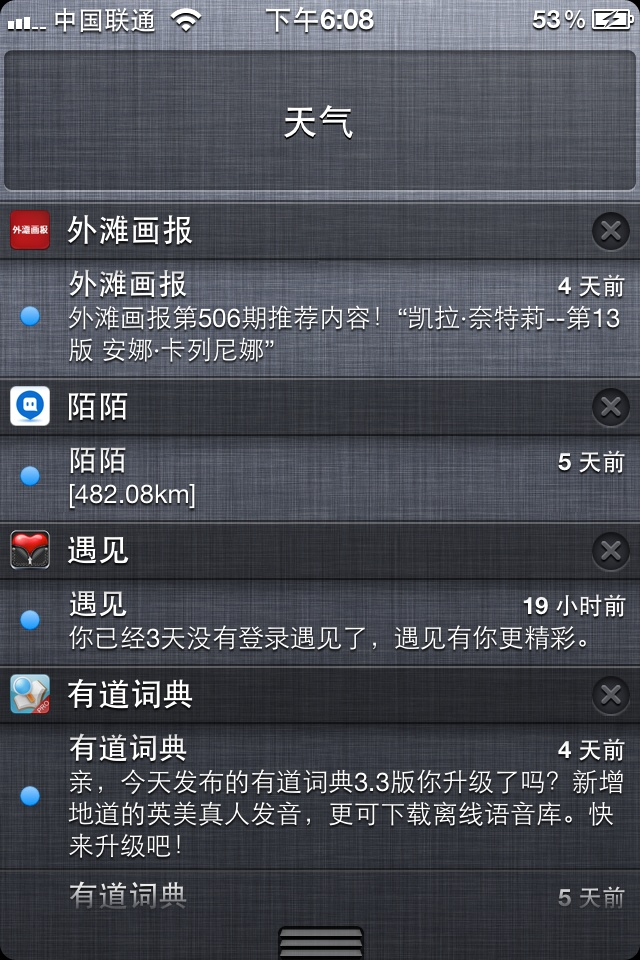 中国联通 下午6:08 53%
天气
外滩画报 外滩画报
外滩画报 4 天前
外滩画报第506期推荐内容！“凯拉·奈特莉--第13
版 安娜·卡列尼娜”
陌陌
陌陌 5 天前
[482.08km]
遇见
遇见 19 小时前
你已经3天没有登录遇见了，遇见有你更精彩。
PRO 有道词典
有道词典 4 天前
亲，今天发布的有道词典3.3版你升级了吗？新增
地道的英美真人发音，更可下载离线语音库。快
来升级吧！
有道词典 5 天前